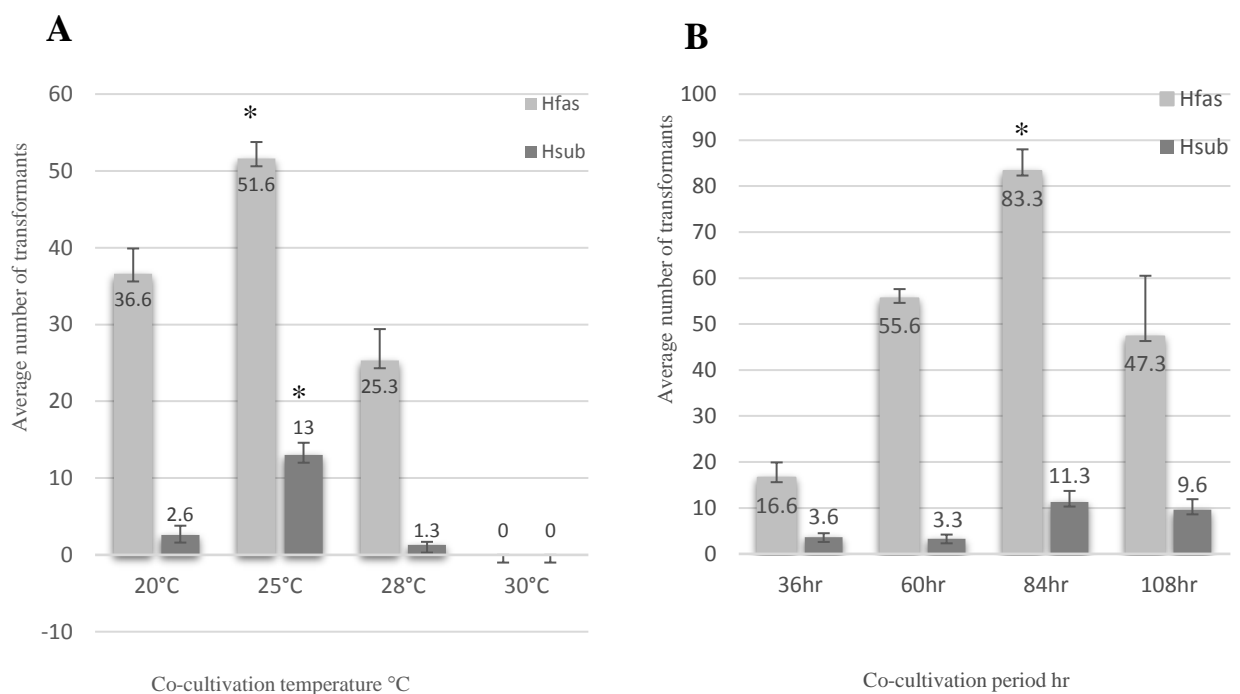 A
Average number of transformants
60
50
40
30
20
10
0
-10
Hfas
Hsub
*
*
36.6
2.6
51.6
13
25.3
1.3
0
0
20°C
25°C
28°C
30°C
Co-cultivation temperature °C
B
Average number of transformants
100
90
80
70
60
50
40
30
20
10
0
Hfas
Hsub
*
16.6
3.6
55.6
3.3
83.3
11.3
47.3
9.6
36hr
60hr
84hr
108hr
Co-cultivation period hr